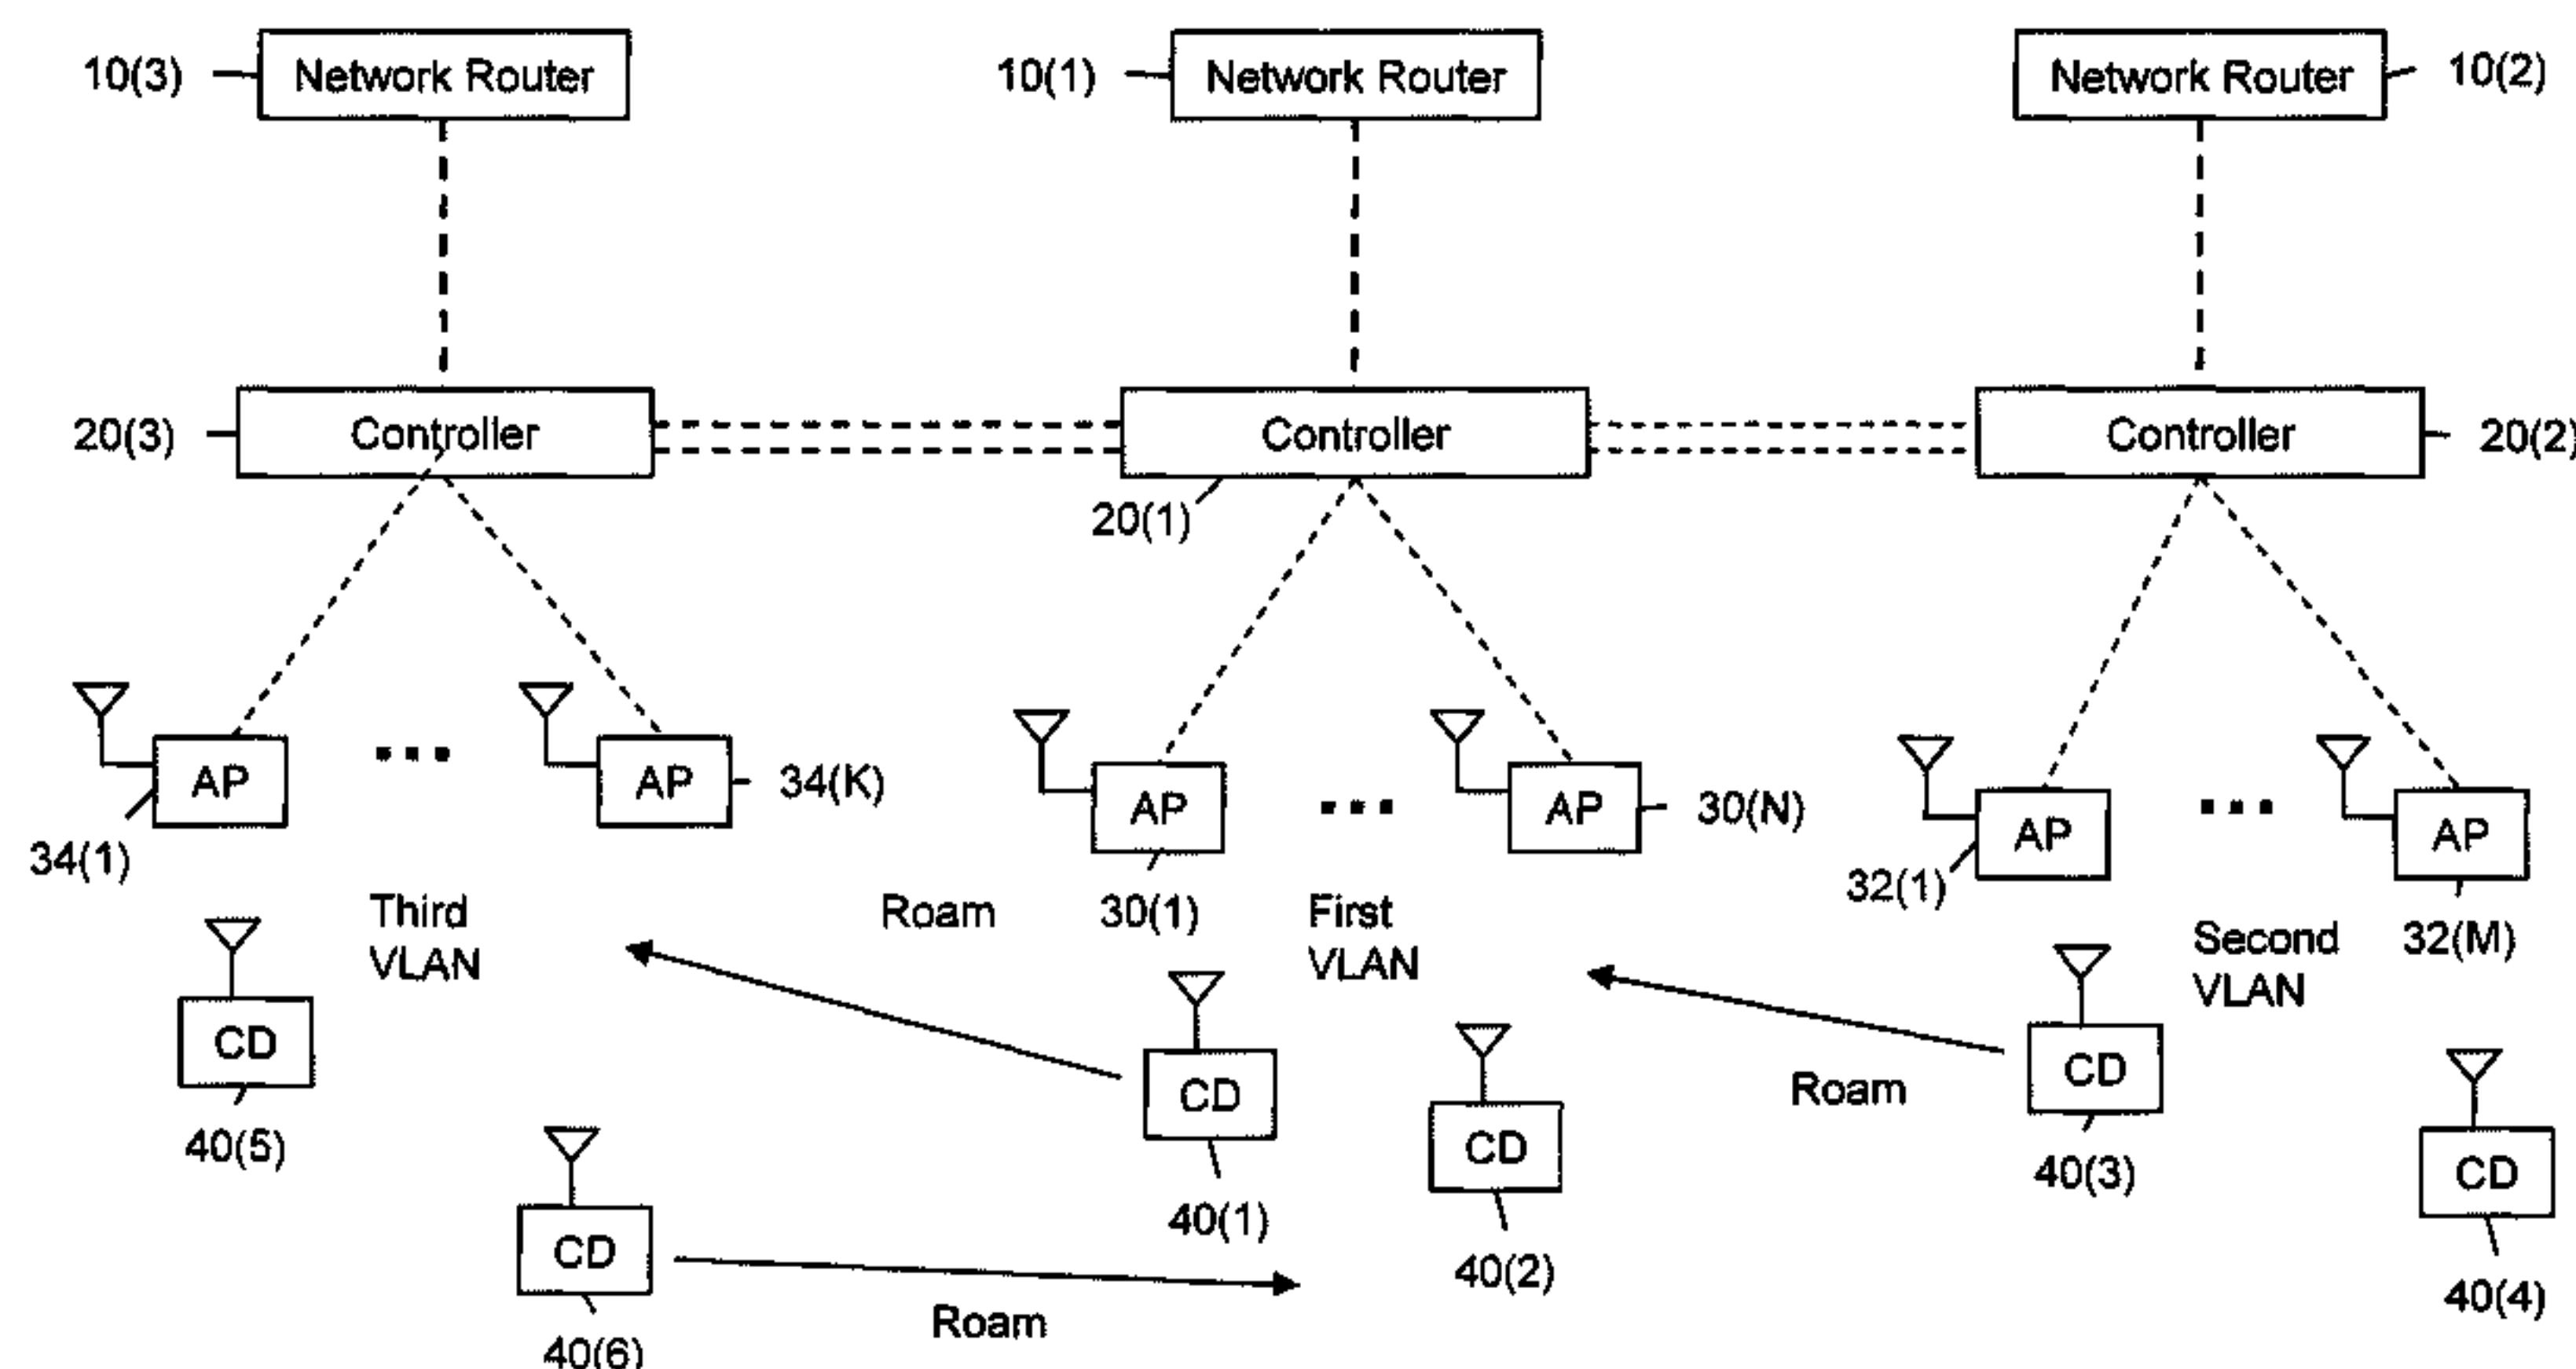 10(3)
Network Router
10(1)
Network Router
Network Router
10(2)
20(3)
Controller
Controller
Controller
20(2)
20(1)
AP
34(K)
AP
34(1)
AP
30(N)
AP
30(1)
AP
AP
32(1)
32(M)
Third
VLAN
Roam
First
VLAN
Second
VLAN
CD
40(5)
CD
40(1)
CD
40(2)
Roam
CD
40(3)
CD
40(4)
CD
40(6)
Roam